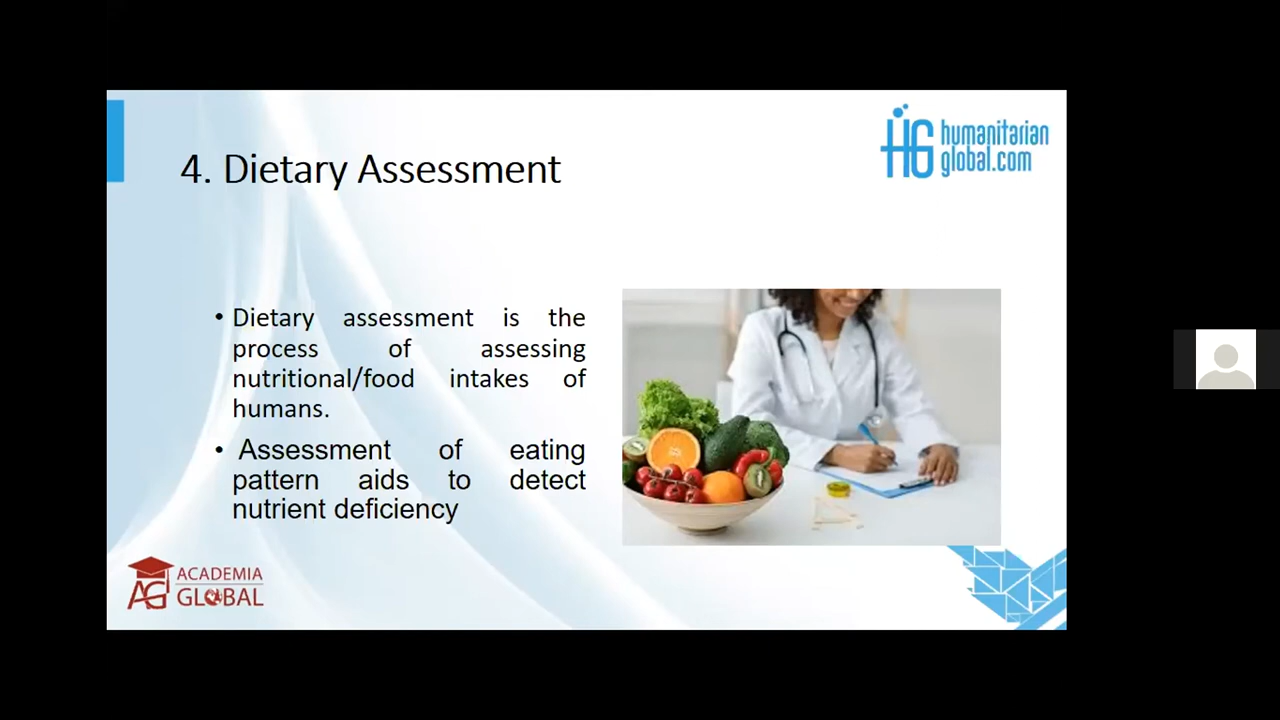 humanitarian
global.com
4. Dietary Assessment
• Dietary assessment is the
process of assessing
nutritional/food intakes of
humans.
• Assessment of eating
pattern aids to detect
nutrient deficiency
ACADEMIA
GLOBAL